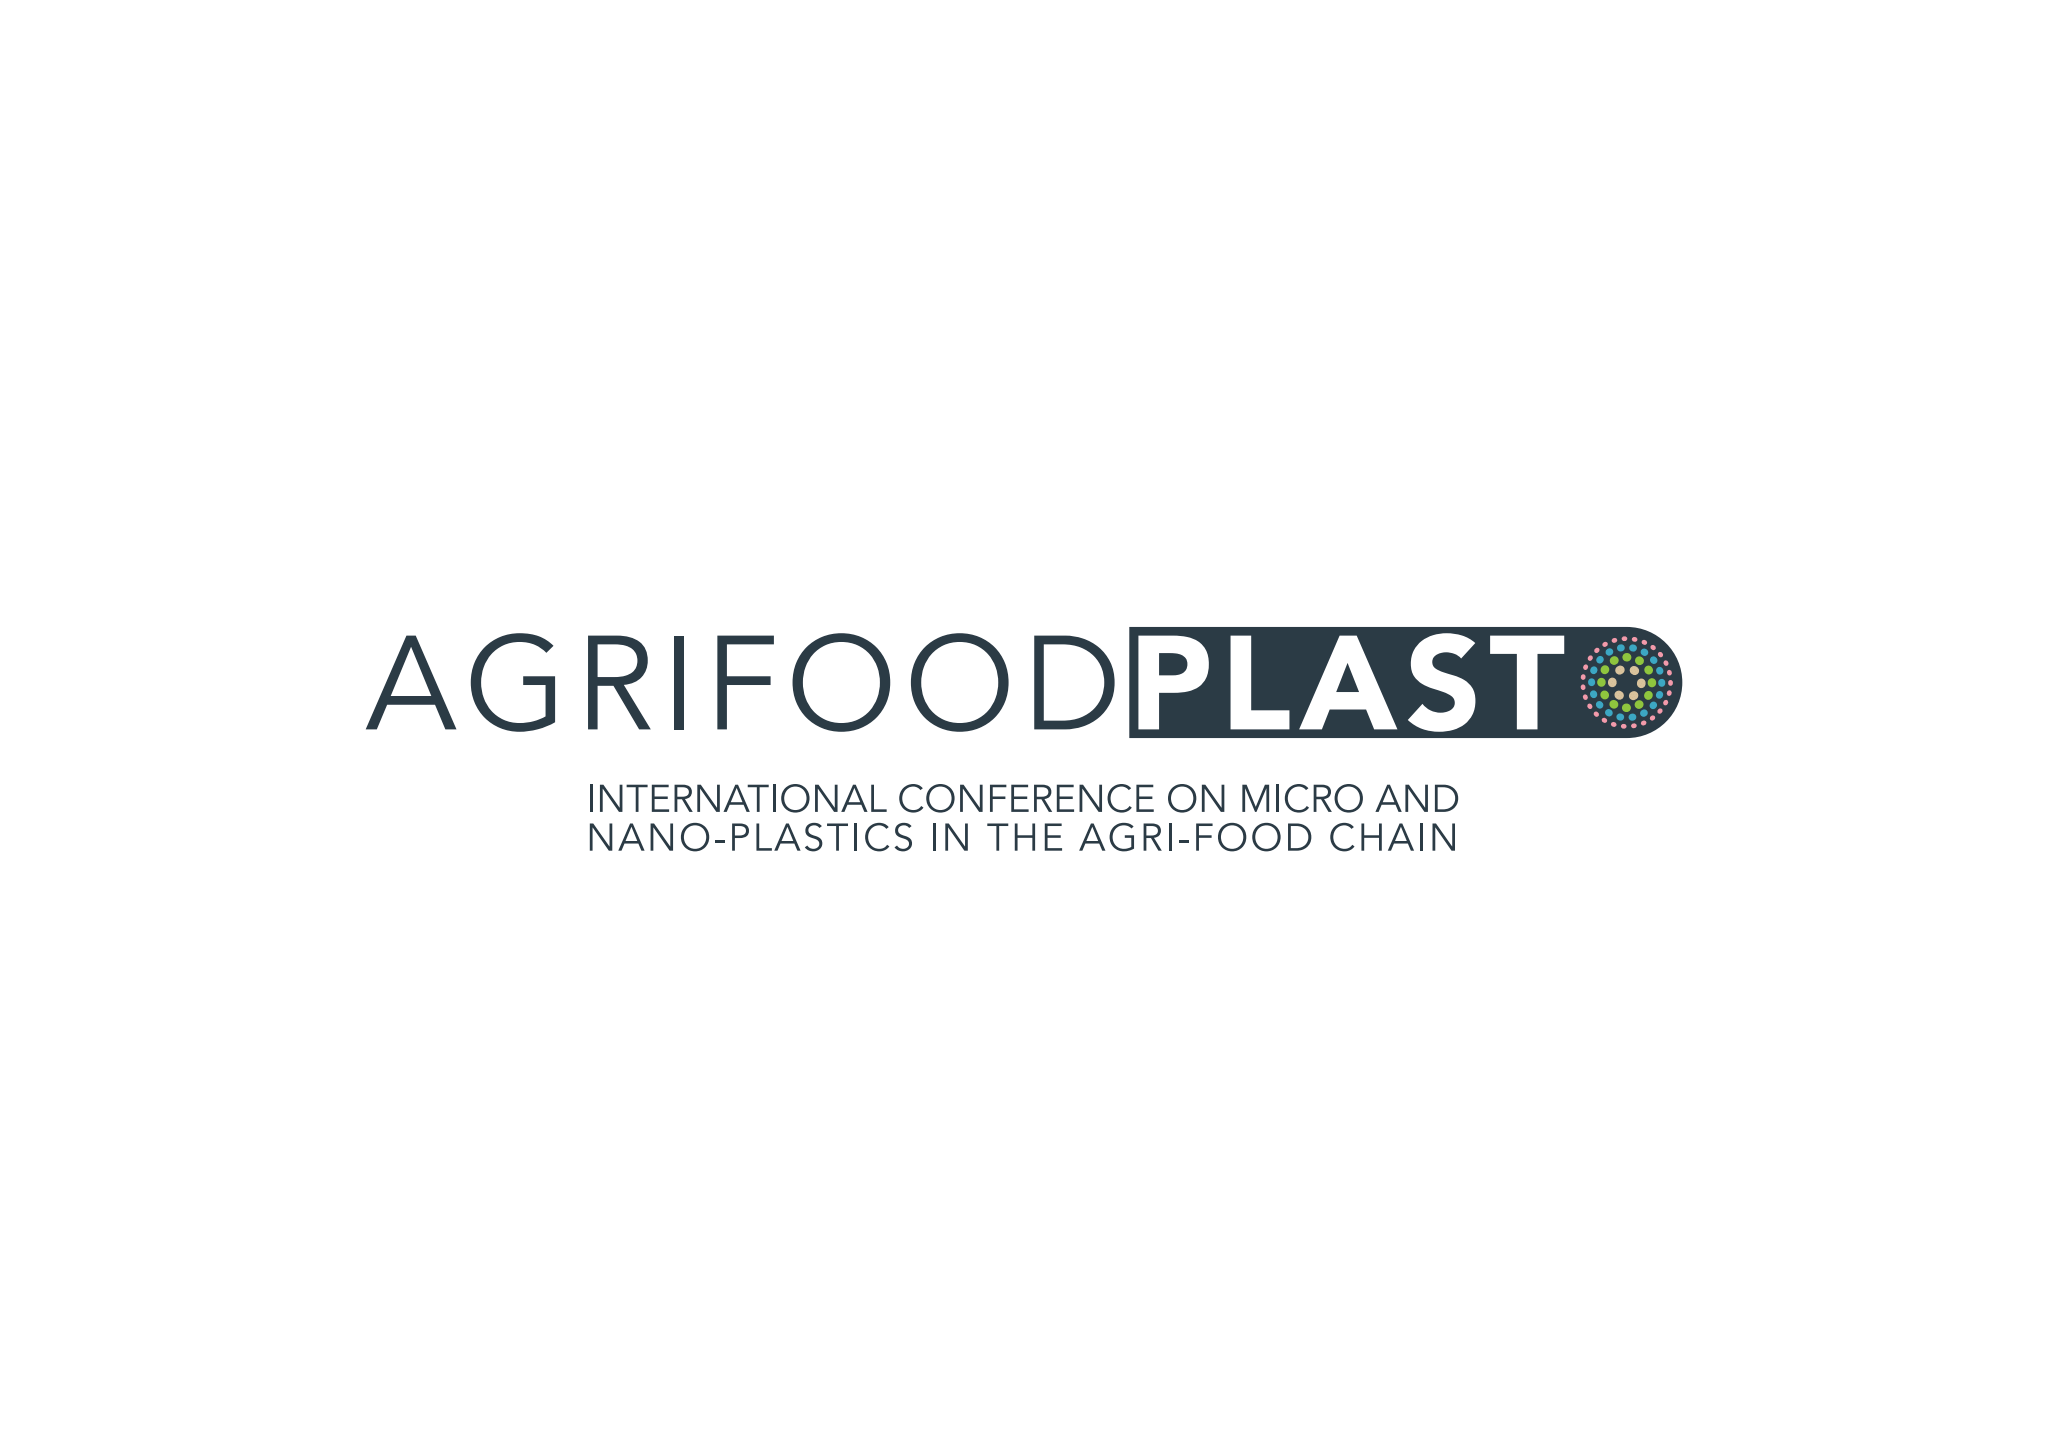 AGRIFOODPLAST
INTERNATIONAL CONFERENCE ON MICRO AND
NANO-PLASTICS IN THE AGRI-FOOD CHAIN